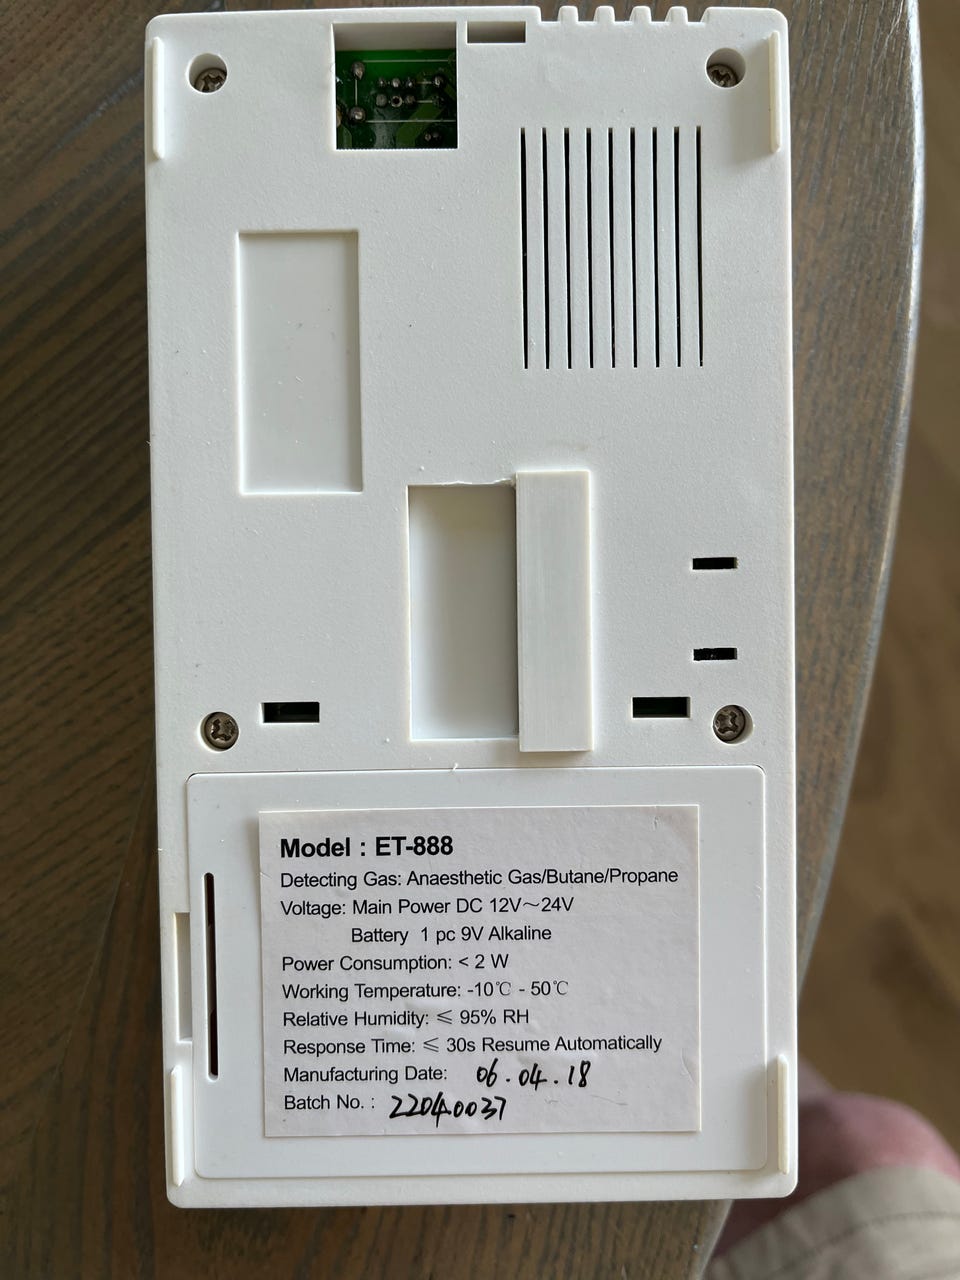 Model : ET-888
Detecting Gas: Anaesthetic Gas/Butane/Propane
Voltage: Main Power DC 12V～24V
Battery 1 pc 9V Alkaline
Power Consumption: < 2 W
Working Temperature: -10℃ - 50℃
Relative Humidity: ≤ 95% RH
Response Time: ≤ 30s Resume Automatically
Manufacturing Date: 06.04.18
Batch No. : 22040037